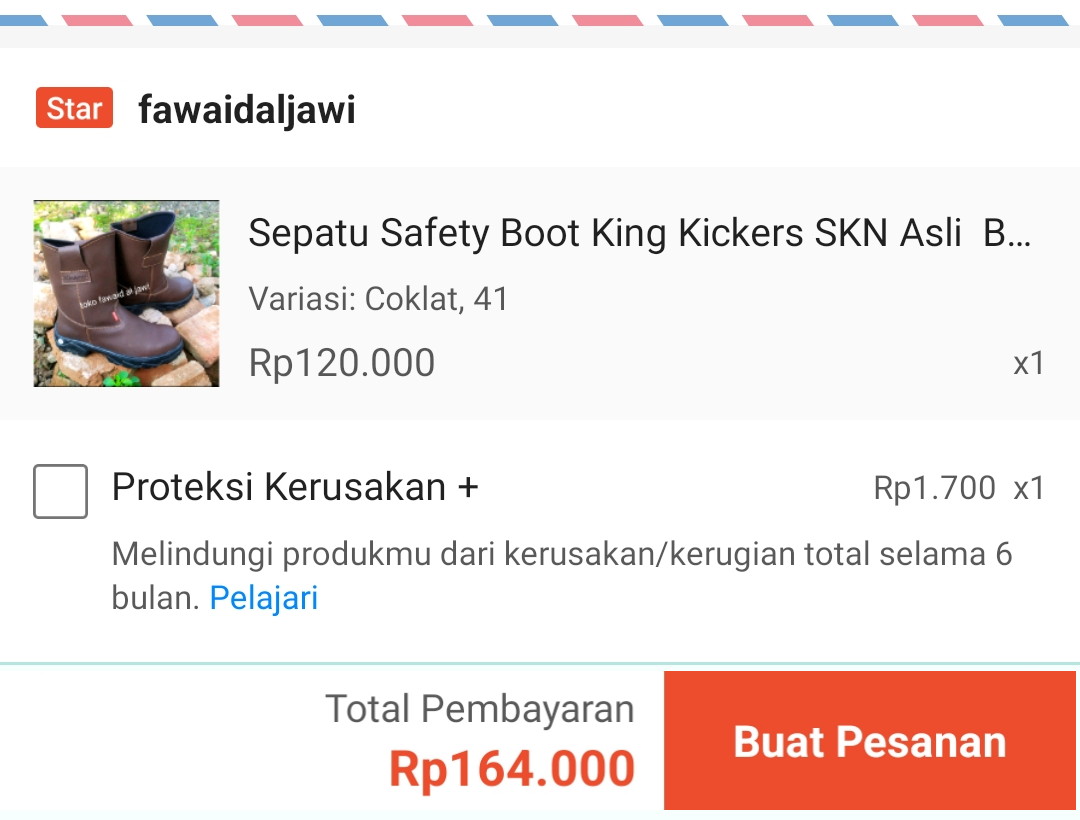 Star fawaidaljawi
Sepatu Safety Boot King Kickers SKN Asli B...
toko fawaid al jawi
Variasi: Coklat, 41
Rp120.000 x1
Proteksi Kerusakan + Rp1.700 x1
Melindungi produkmu dari kerusakan/kerugian total selama 6
bulan. Pelajari
Total Pembayaran
Rp164.000
Buat Pesanan